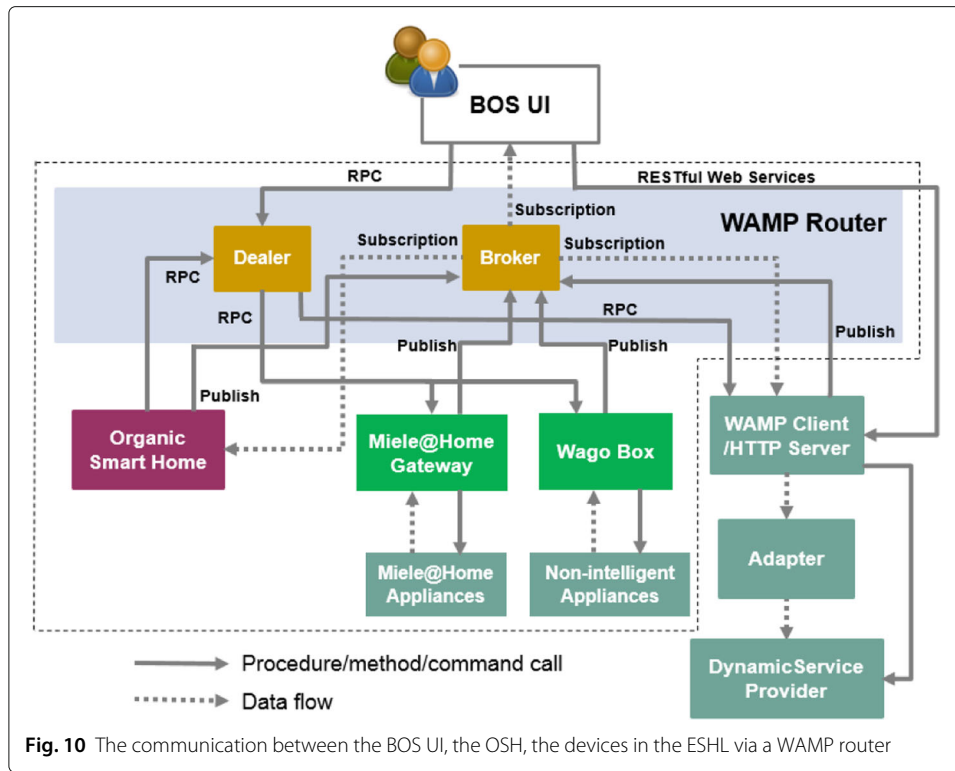 BOS UI
RPC
RESTful Web Services
Subscription
WAMP Router
Subscription
Subscription
Dealer
Broker
RPC
RPC
RPC
Publish
Publish
Publish
Publish
Organic
Smart Home
Miele@Home
Gateway
Wago Box
WAMP Client
/HTTP Server
Miele@Home
Appliances
Non-intelligent
Appliances
Adapter
DynamicService
Provider
Procedure/method/command call
Data flow
Fig. 10 The communication between the BOS UI, the OSH, the devices in the ESHL via a WAMP router